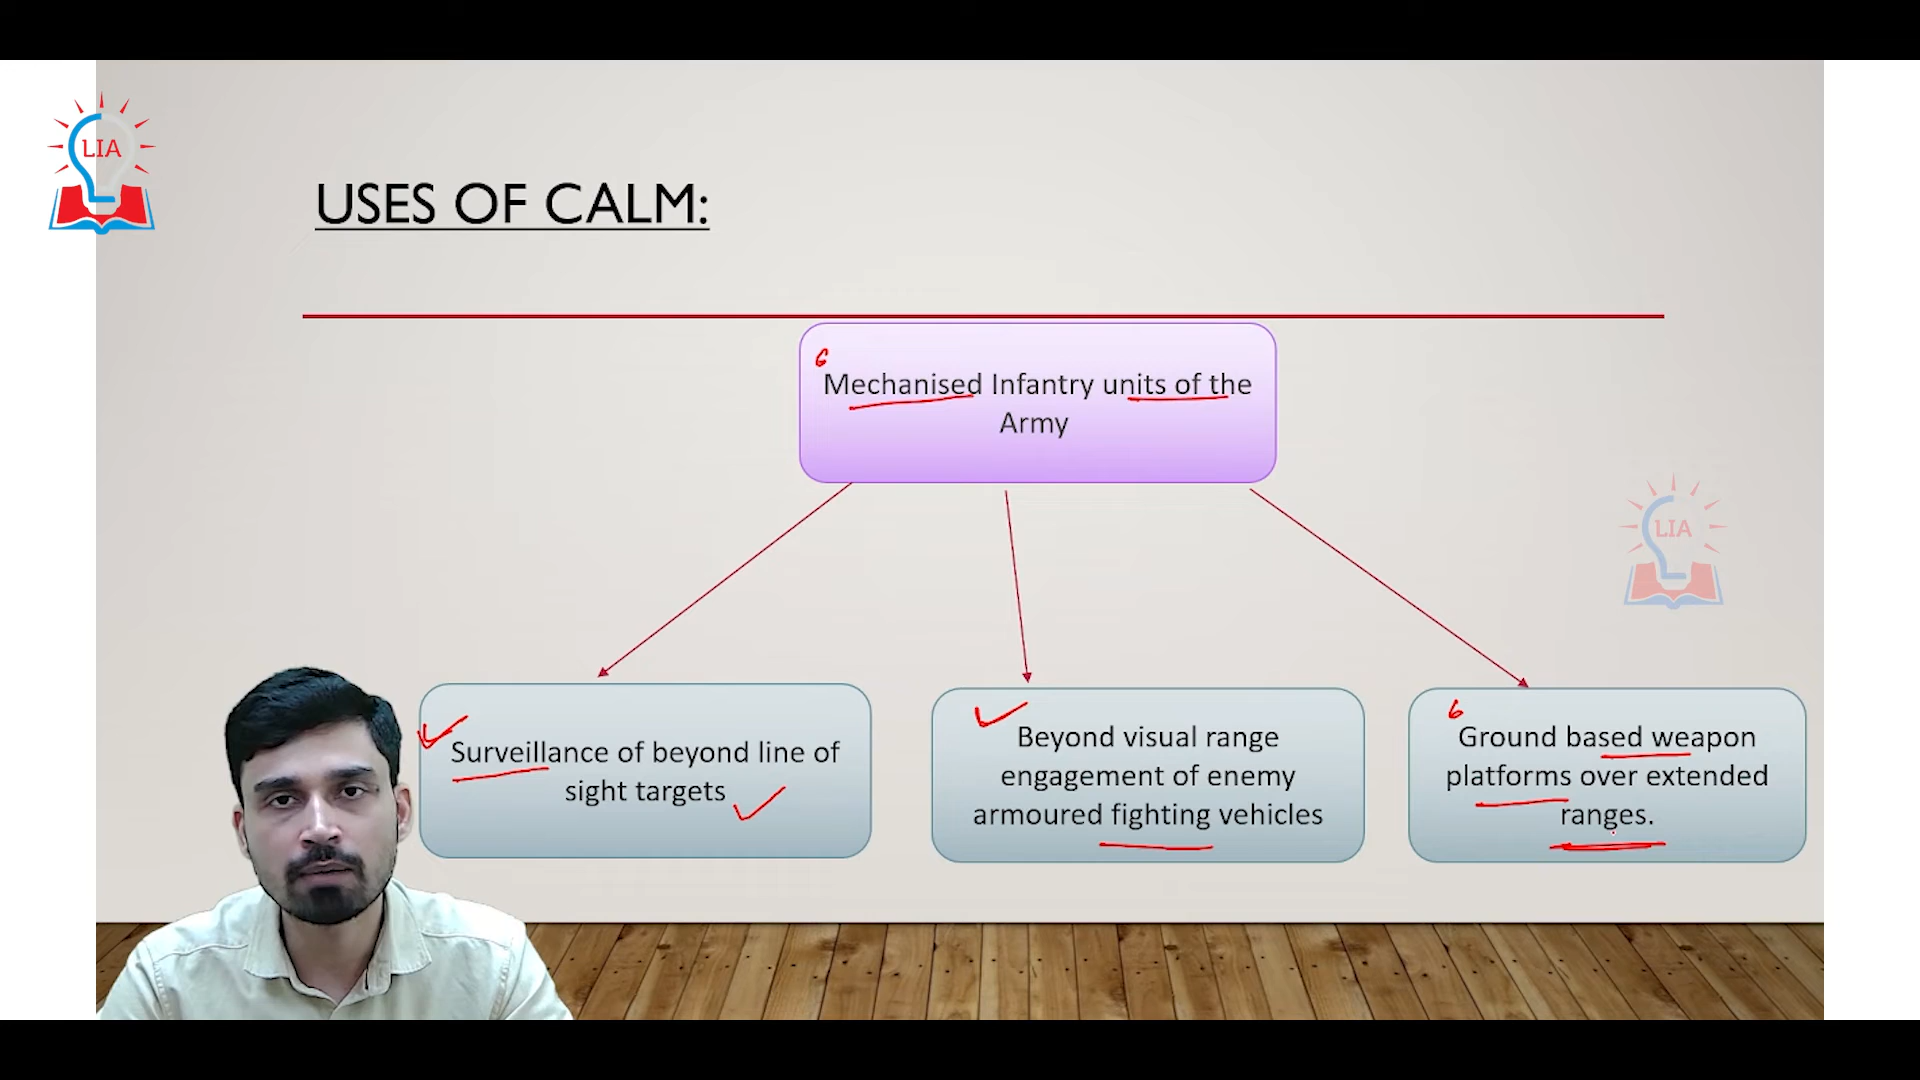 LIA
USES OF CALM:
Mechanised Infantry units of the
Army
LIA
Surveillance of beyond line of
sight targets
Beyond visual range
engagement of enemy
armoured fighting vehicles
Ground based weapon
platforms over extended
ranges.